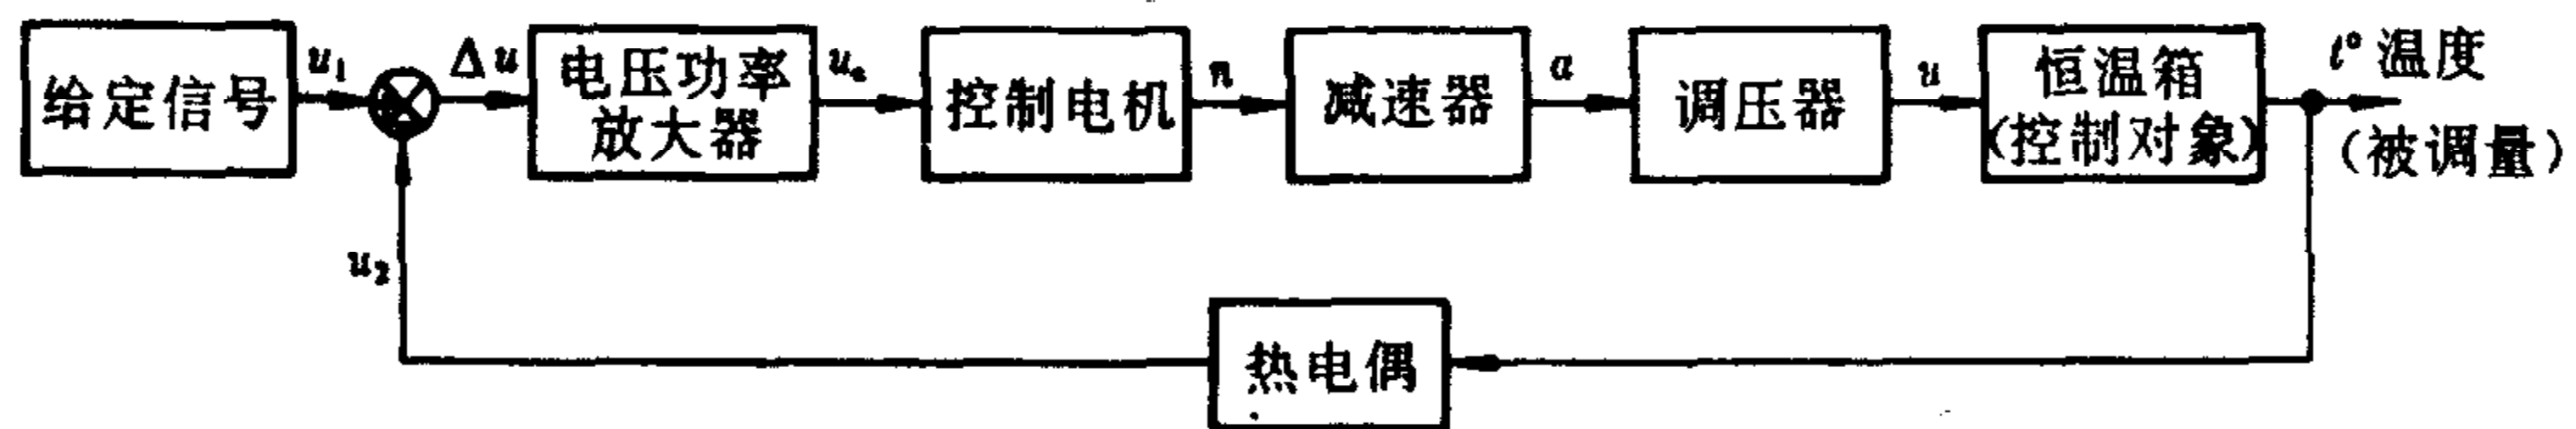 给定信号
u₁
Δu
电压功率
放大器
uₐ
控制电机
n
减速器
α
调压器
u
恒温箱
(控制对象)
t° 温度
(被调量)
u₂
热电偶